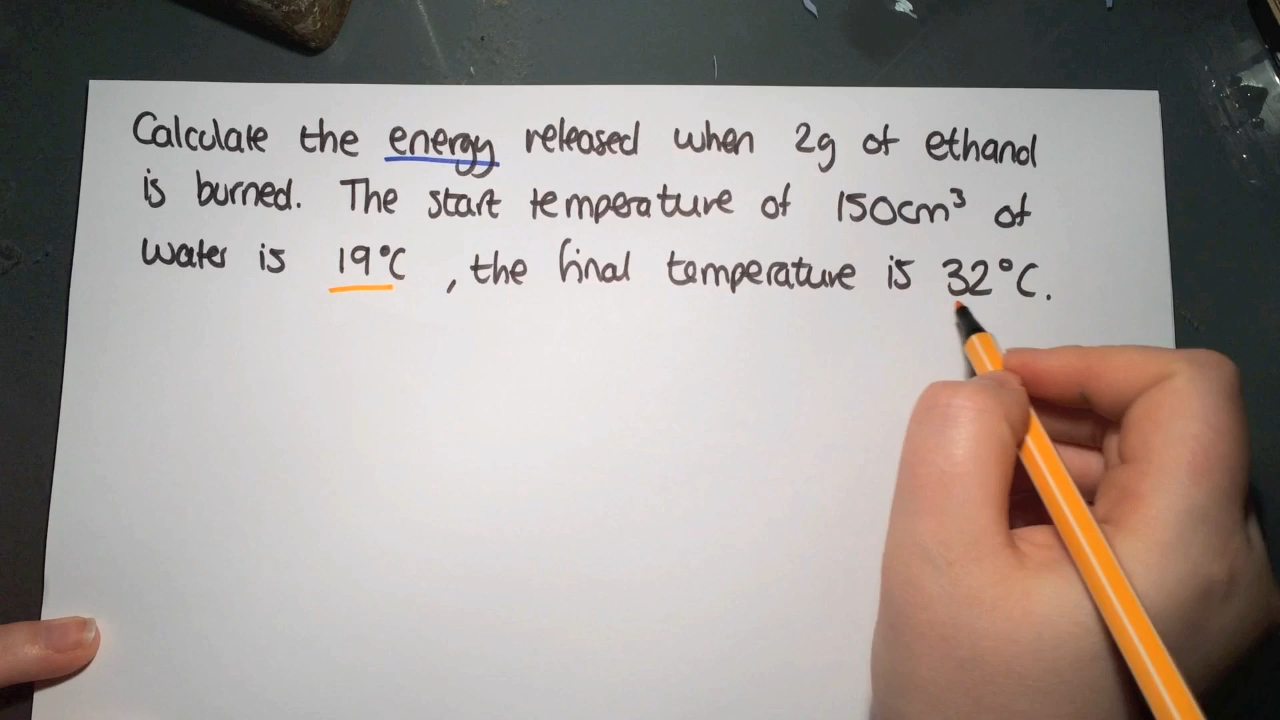 Calculate the energy released when 2g of ethanol
is burned. The start temperature of 150cm³ of
water is 19°C , the final temperature is 32°C.